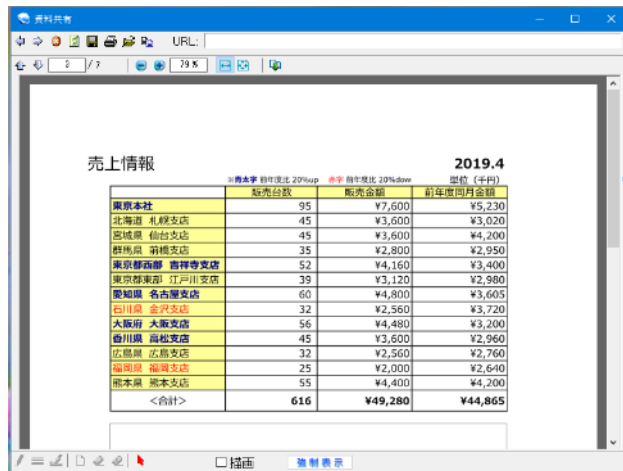 資料共有
URL:
2 / 7 79 %
売上情報 2019.4
※青太字 前年度比 20%up 赤字 前年度比 20%dow 単位（千円）
販売台数 販売金額 前年度同月金額
東京本社 95 ¥7,600 ¥5,230
北海道 札幌支店 45 ¥3,600 ¥3,020
宮城県 仙台支店 45 ¥3,600 ¥4,200
群馬県 前橋支店 35 ¥2,800 ¥2,950
東京都西部 吉祥寺支店 52 ¥4,160 ¥3,400
東京都東部 江戸川支店 39 ¥3,120 ¥2,980
愛知県 名古屋支店 60 ¥4,800 ¥3,605
石川県 金沢支店 32 ¥2,560 ¥3,720
大阪府 大阪支店 56 ¥4,480 ¥3,200
香川県 高松支店 45 ¥3,600 ¥2,960
広島県 広島支店 32 ¥2,560 ¥2,760
福岡県 福岡支店 25 ¥2,000 ¥2,640
熊本県 熊本支店 55 ¥4,400 ¥4,200
＜合計＞ 616 ¥49,280 ¥44,865
描画 強制表示